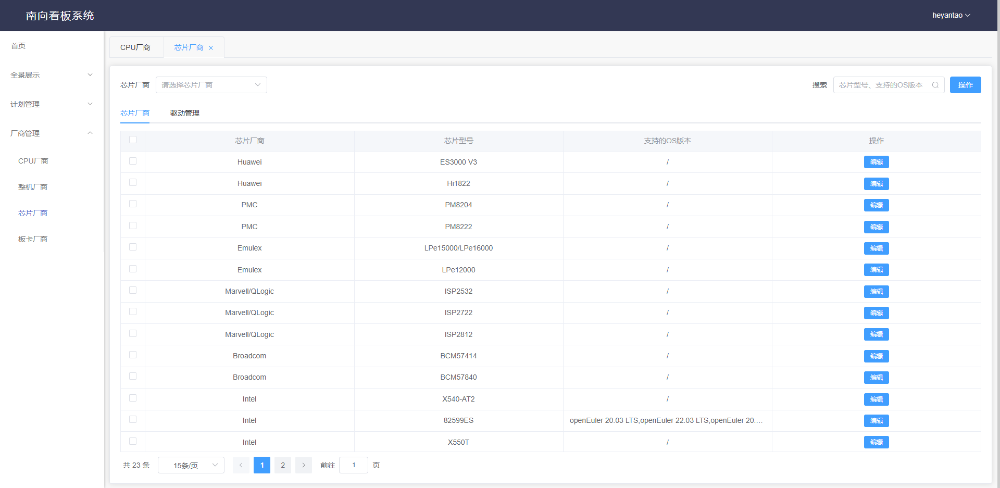 南向看板系统
heyantao
首页
全景展示
计划管理
厂商管理
CPU厂商
整机厂商
芯片厂商
板卡厂商
CPU厂商 芯片厂商
芯片厂商 请选择芯片厂商 搜索 芯片型号、支持的OS版本 操作
芯片厂商 驱动管理
芯片厂商 芯片型号 支持的OS版本 操作
Huawei ES3000 V3 / 编辑
Huawei Hi1822 / 编辑
PMC PM8204 / 编辑
PMC PM8222 / 编辑
Emulex LPe15000/LPe16000 / 编辑
Emulex LPe12000 / 编辑
Marvell/QLogic ISP2532 / 编辑
Marvell/QLogic ISP2722 / 编辑
Marvell/QLogic ISP2812 / 编辑
Broadcom BCM57414 / 编辑
Broadcom BCM57840 / 编辑
Intel X540-AT2 / 编辑
Intel 82599ES openEuler 20.03 LTS,openEuler 22.03 LTS,openEuler 20.… 编辑
Intel X550T / 编辑
共 23 条 15条/页 1 2 前往 1 页